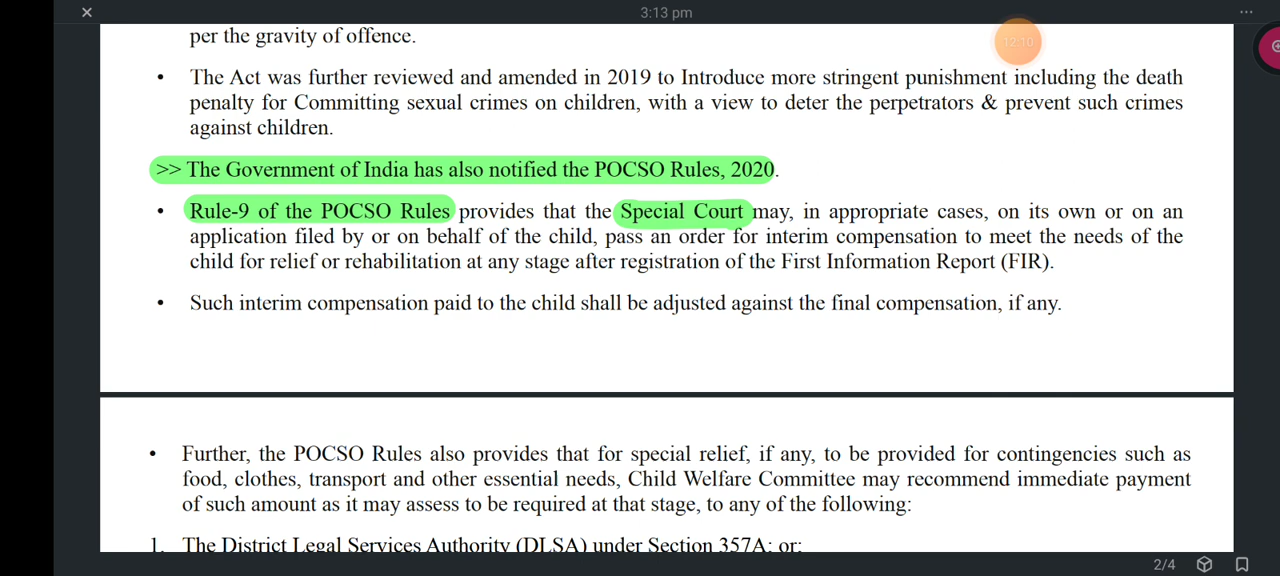 3:13 pm
per the gravity of offence.
12:10
• The Act was further reviewed and amended in 2019 to Introduce more stringent punishment including the death
penalty for Committing sexual crimes on children, with a view to deter the perpetrators & prevent such crimes
against children.
>> The Government of India has also notified the POCSO Rules, 2020.
• Rule-9 of the POCSO Rules provides that the Special Court may, in appropriate cases, on its own or on an
application filed by or on behalf of the child, pass an order for interim compensation to meet the needs of the
child for relief or rehabilitation at any stage after registration of the First Information Report (FIR).
• Such interim compensation paid to the child shall be adjusted against the final compensation, if any.
• Further, the POCSO Rules also provides that for special relief, if any, to be provided for contingencies such as
food, clothes, transport and other essential needs, Child Welfare Committee may recommend immediate payment
of such amount as it may assess to be required at that stage, to any of the following:
1. The District Legal Services Authority (DLSA) under Section 357A; or;
2/4